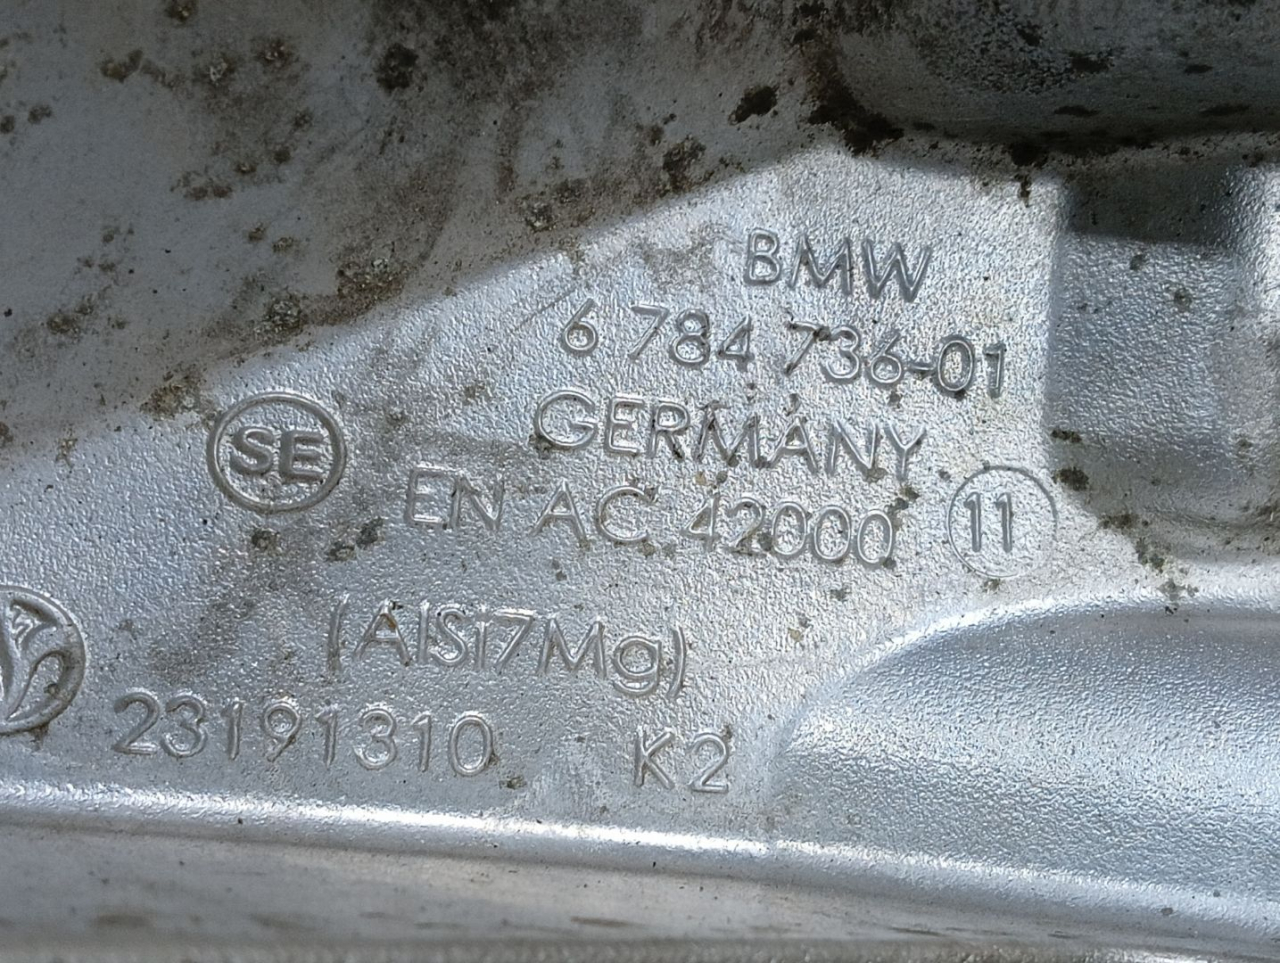 BMW
6 784 736-01
GERMANY
SE
EN AC 42000 11
(AlSi7Mg)
23191310 K2